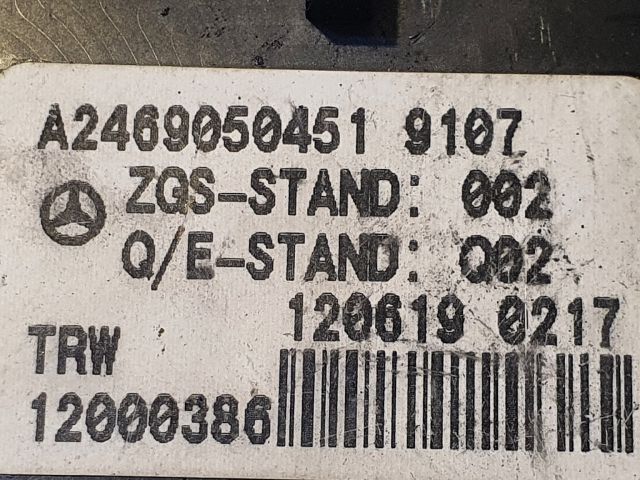 A2469050451 9107
ZGS-STAND: 002
Q/E-STAND: Q02
120619 0217
TRW
12000386